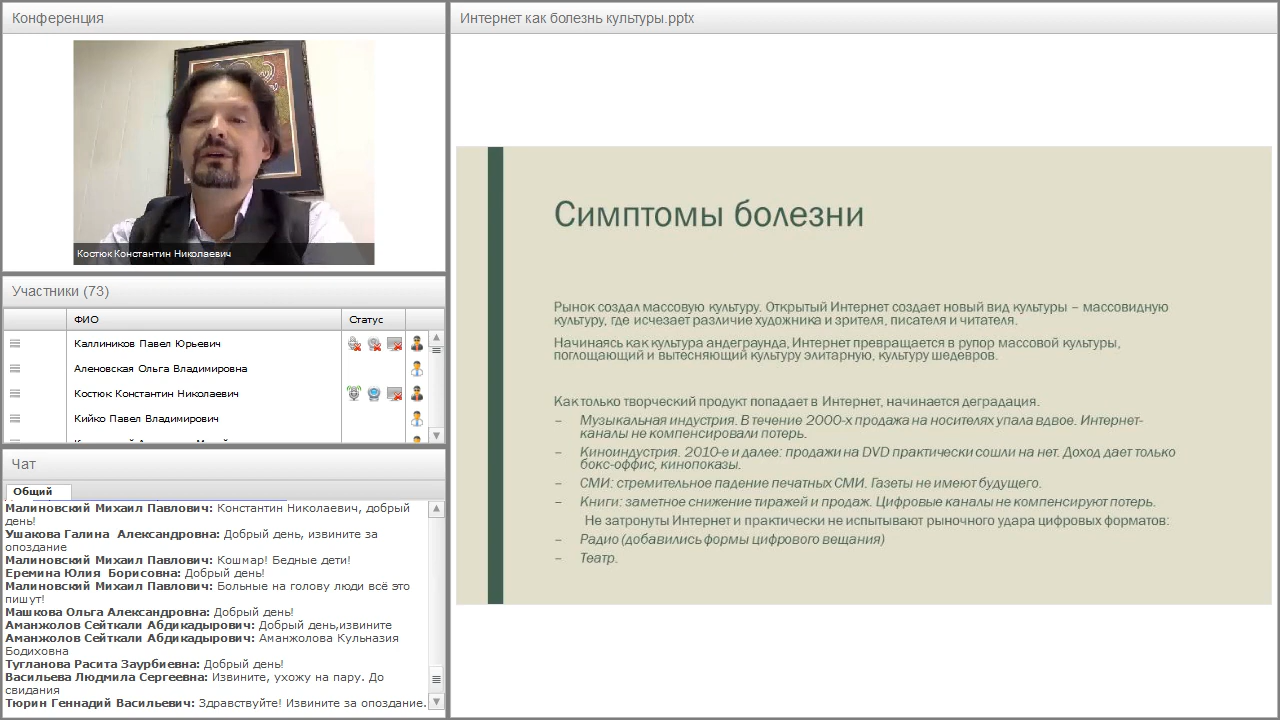 Конференция
Костюк Константин Николаевич
Участники (73)
ФИО
Статус
Каллиников Павел Юрьевич
Аленовская Ольга Владимировна
Костюк Константин Николаевич
Кийко Павел Владимирович
Чат
Общий
Малиновский Михаил Павлович: Константин Николаевич, добрый
день!
Ушакова Галина Александровна: Добрый день, извините за
опоздание
Малиновский Михаил Павлович: Кошмар! Бедные дети!
Еремина Юлия Борисовна: Добрый день!
Малиновский Михаил Павлович: Больные на голову люди всё это
пишут!
Машкова Ольга Александровна: Добрый день!
Аманжолов Сейткали Абдикадырович: Добрый день,извините
Аманжолов Сейткали Абдикадырович: Аманжолова Кульназия
Бодиховна
Тугланова Расита Заурбиевна: Добрый день!
Васильева Людмила Сергеевна: Извините, ухожу на пару. До
свидания
Тюрин Геннадий Васильевич: Здравствуйте! Извините за опоздание.
Интернет как болезнь культуры.pptx
Симптомы болезни
Рынок создал массовую культуру. Открытый Интернет создает новый вид культуры – массовидную
культуру, где исчезает различие художника и зрителя, писателя и читателя.
Начинаясь как культура андеграунда, Интернет превращается в рупор массовой культуры,
поглощающий и вытесняющий культуру элитарную, культуру шедевров.
Как только творческий продукт попадает в Интернет, начинается деградация.
– Музыкальная индустрия. В течение 2000-х продажа на носителях упала вдвое. Интернет-
каналы не компенсировали потерь.
– Киноиндустрия. 2010-е и далее: продажи на DVD практически сошли на нет. Доход дает только
бокс-оффис, кинопоказы.
– СМИ: стремительное падение печатных СМИ. Газеты не имеют будущего.
– Книги: заметное снижение тиражей и продаж. Цифровые каналы не компенсируют потерь.
Не затронуты Интернет и практически не испытывают рыночного удара цифровых форматов:
– Радио (добавились формы цифрового вещания)
– Театр.